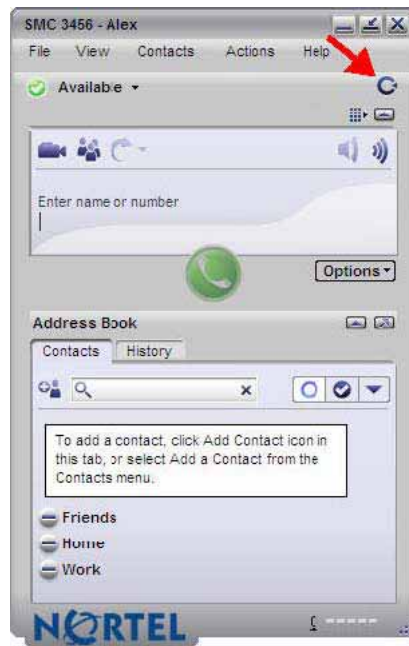 SMC 3456 - Alex
File View Contacts Actions Help
Available
Enter name or number
Options
Address Book
Contacts History
To add a contact, click Add Contact icon in
this tab, or select Add a Contact from the
Contacts menu.
Friends
Home
Work
NORTEL